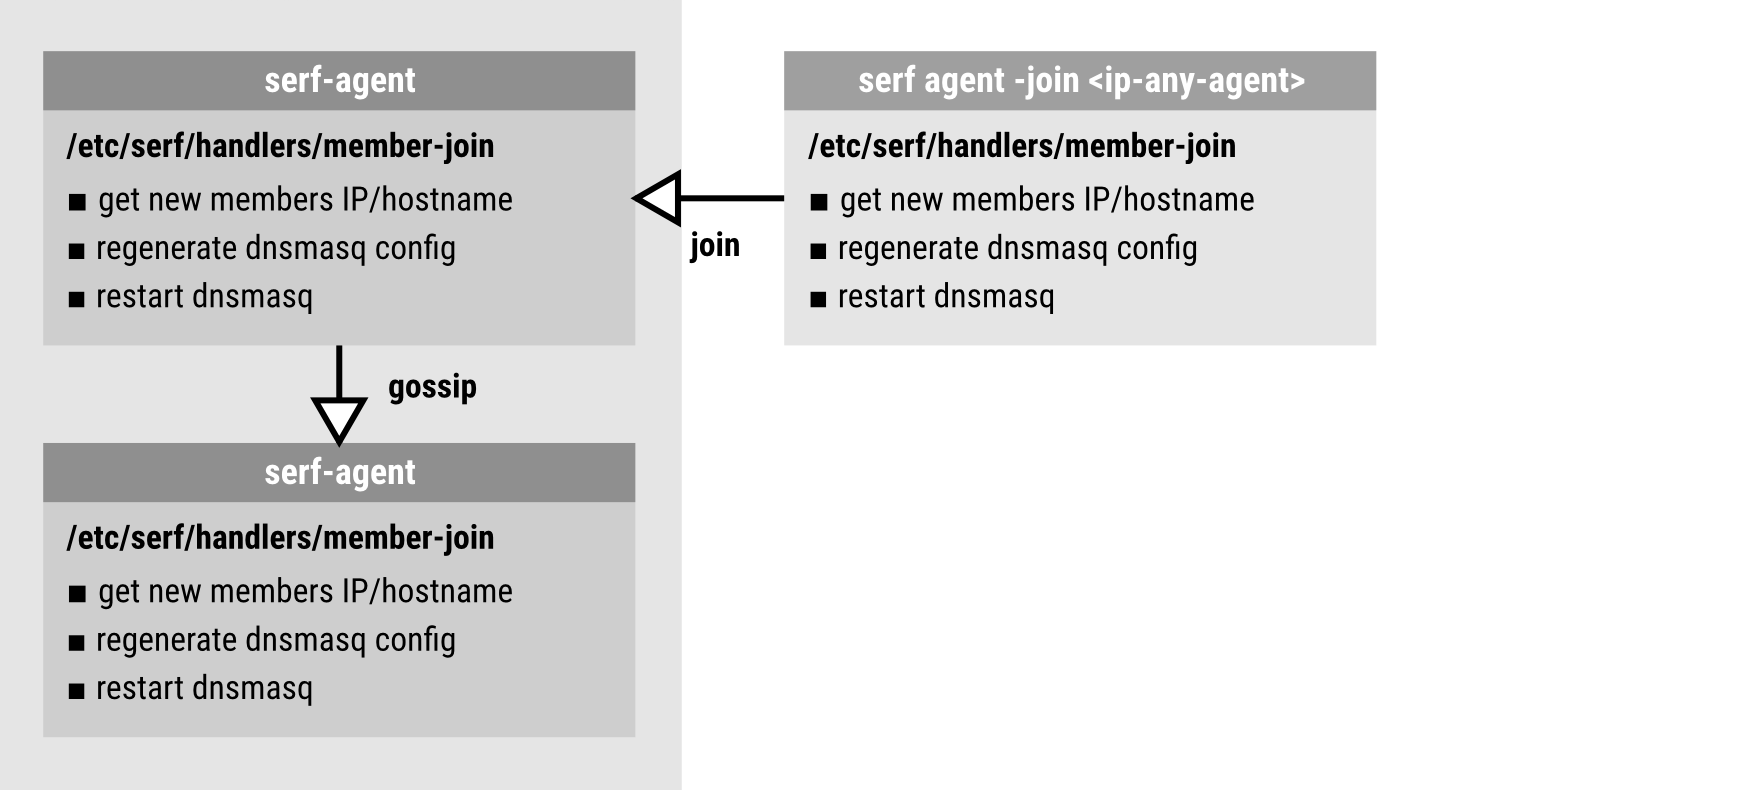 serf-agent
/etc/serf/handlers/member-join
■ get new members IP/hostname
■ regenerate dnsmasq config
■ restart dnsmasq
join
serf agent -join <ip-any-agent>
/etc/serf/handlers/member-join
■ get new members IP/hostname
■ regenerate dnsmasq config
■ restart dnsmasq
gossip
serf-agent
/etc/serf/handlers/member-join
■ get new members IP/hostname
■ regenerate dnsmasq config
■ restart dnsmasq